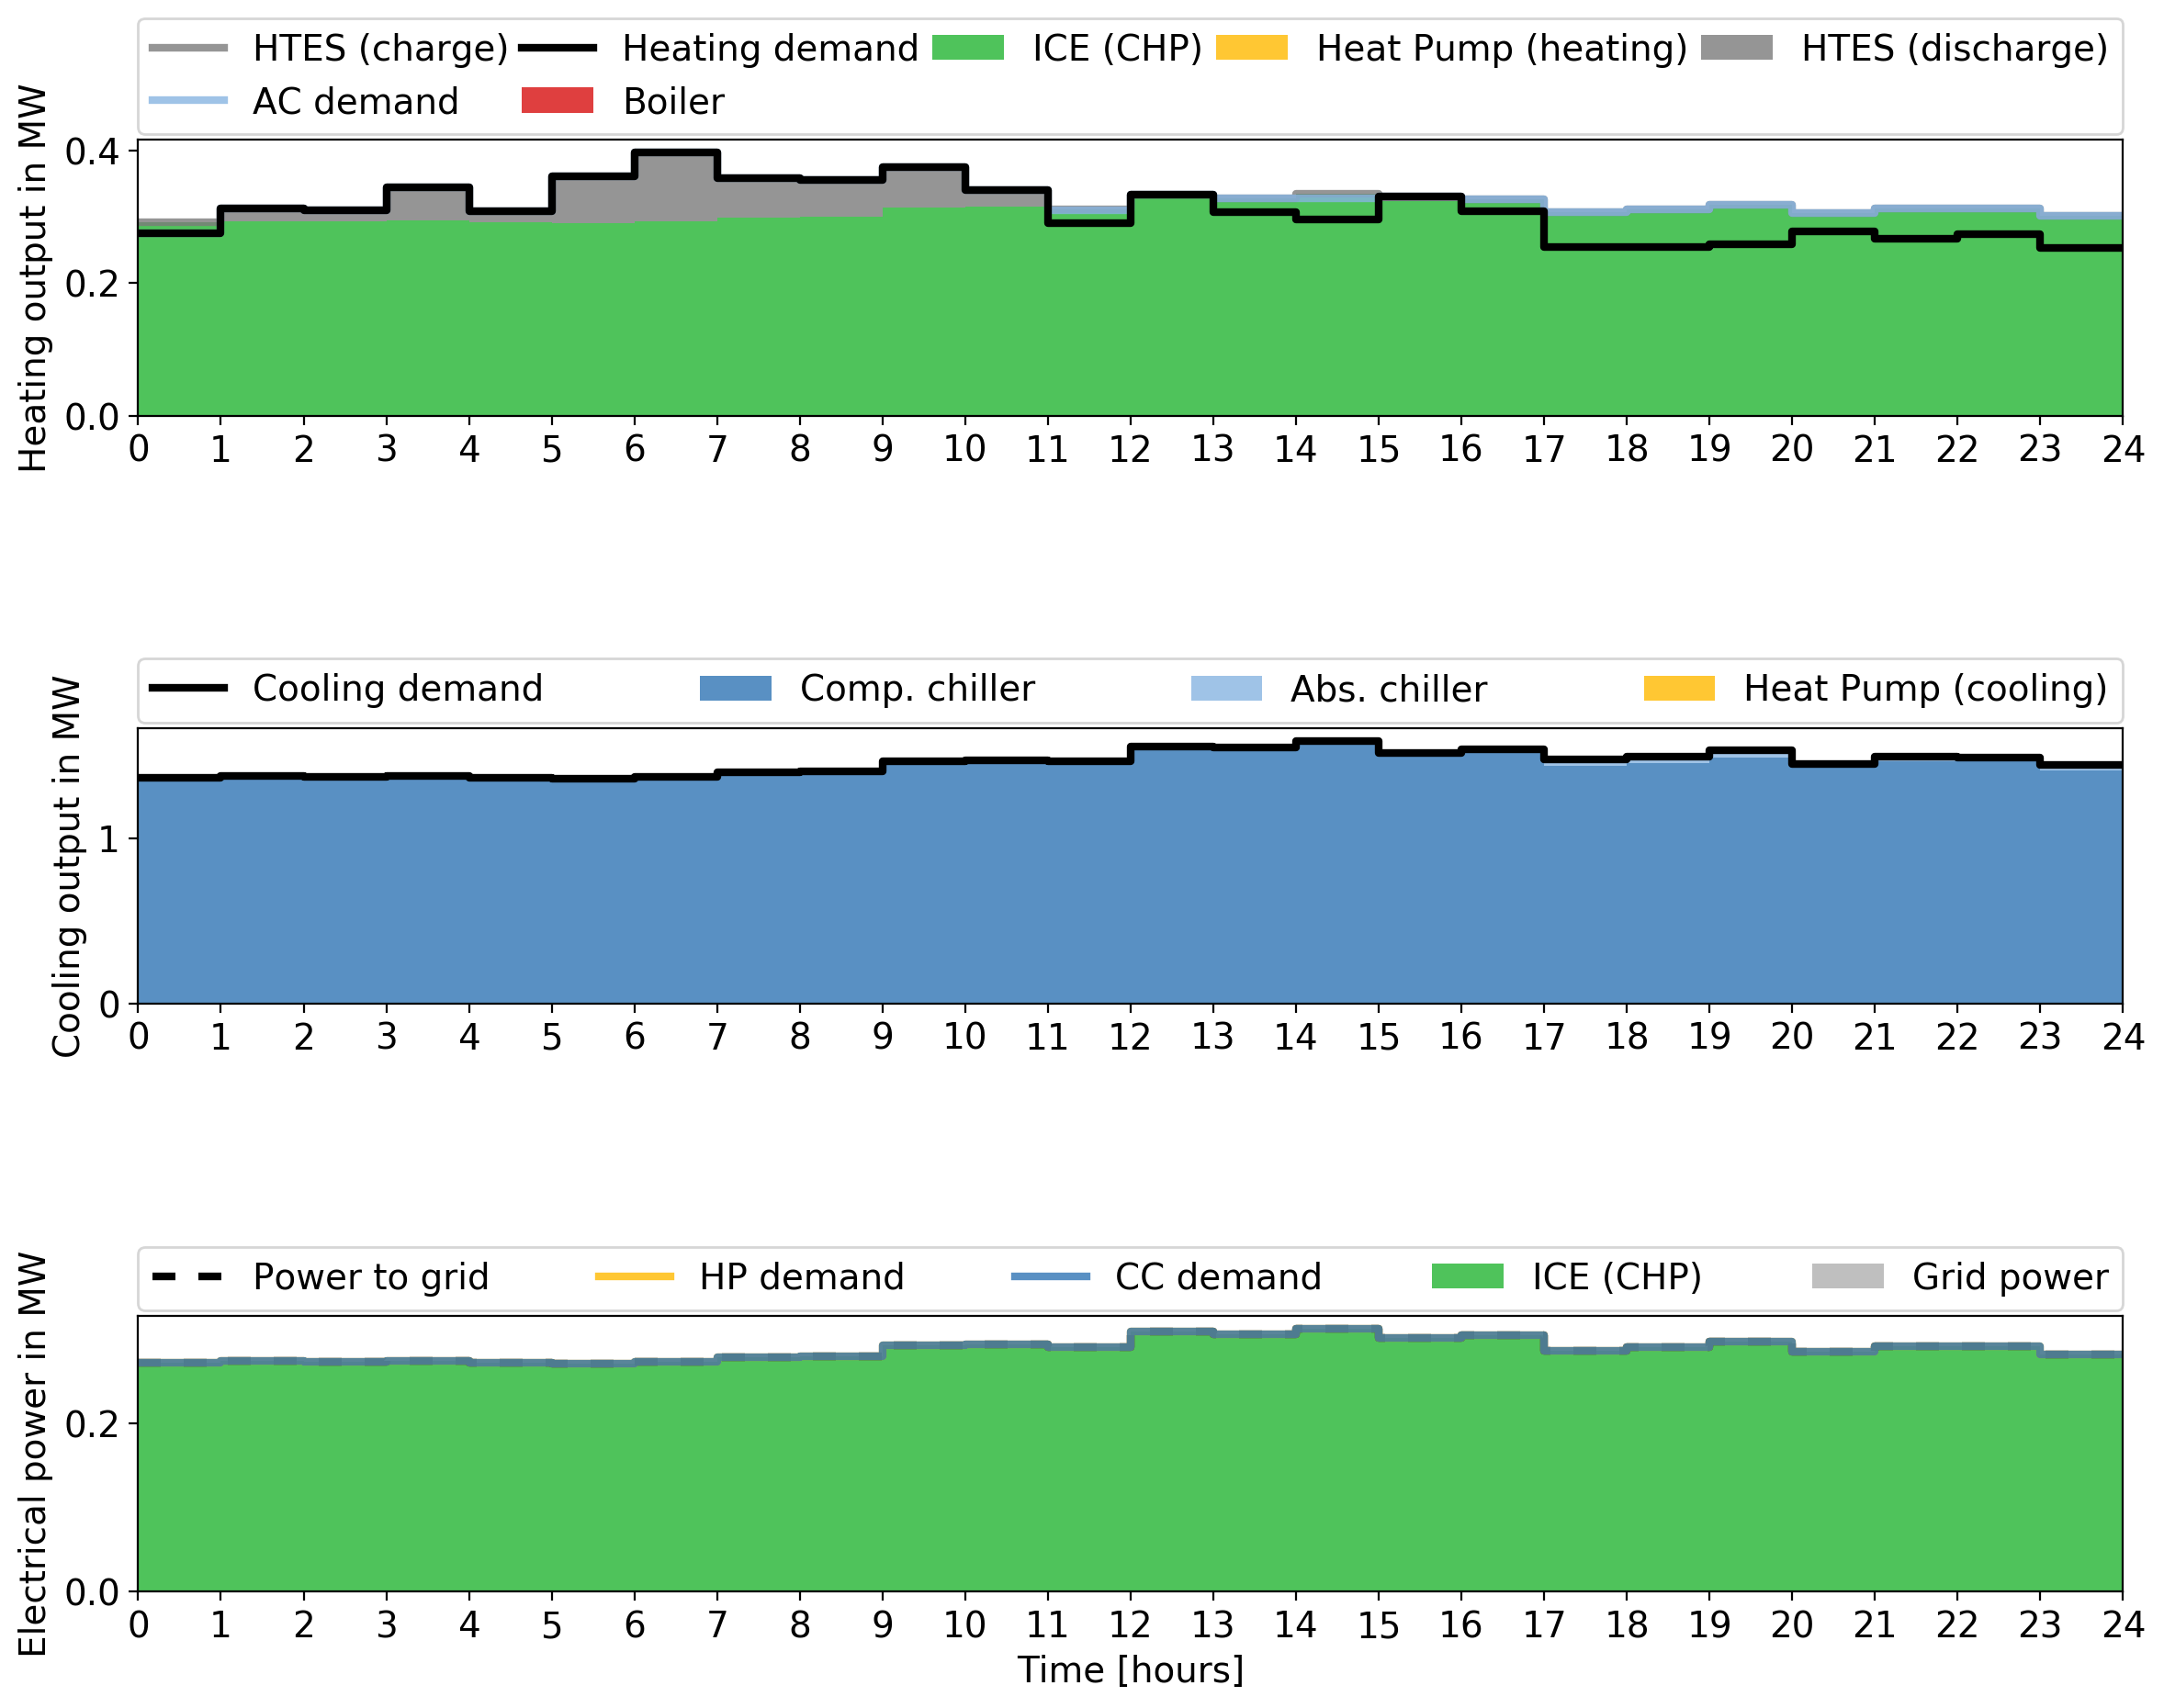 HTES (charge) Heating demand ICE (CHP) Heat Pump (heating) HTES (discharge)
AC demand Boiler
Heating output in MW
0.4
0.2
0.0
0 1 2 3 4 5 6 7 8 9 10 11 12 13 14 15 16 17 18 19 20 21 22 23 24
Cooling demand Comp. chiller Abs. chiller Heat Pump (cooling)
Cooling output in MW
1
0
0 1 2 3 4 5 6 7 8 9 10 11 12 13 14 15 16 17 18 19 20 21 22 23 24
Power to grid HP demand CC demand ICE (CHP) Grid power
Electrical power in MW
0.2
0.0
0 1 2 3 4 5 6 7 8 9 10 11 12 13 14 15 16 17 18 19 20 21 22 23 24
Time [hours]